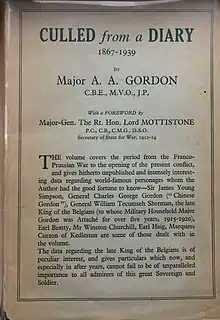 CULLED from a DIARY
1867-1939
BY
Major A. A. GORDON
C.B.E., M.V.O., J.P.,
With a FOREWORD by
Major-Gen. The Rt. Hon. Lord MOTTISTONE
P.C., C.B., C.M.G., D.S.O.
Secretary of State for War, 1912-14
THE volume covers the period from the Franco-
Prussian War to the opening of the present conflict,
and gives hitherto unpublished and intensely interest-
ing data regarding world-famous personages whom the
Author had the good fortune to know—Sir James Young
Simpson, General Charles George Gordon ("Chinese
Gordon"), General William Tecumseh Sherman, the late
King of the Belgians (to whose Military Household Major
Gordon was Attaché for over five years, 1915-1920),
Earl Beatty, Mr Winston Churchill, Earl Haig, Marquess
Curzon of Kedleston are some of those dealt with in
the volume.
The data regarding the late King of the Belgians is of
peculiar interest, and gives particulars which now, and
especially in after years, cannot fail to be of unparalleled
importance to all admirers of this great Sovereign and
Soldier.